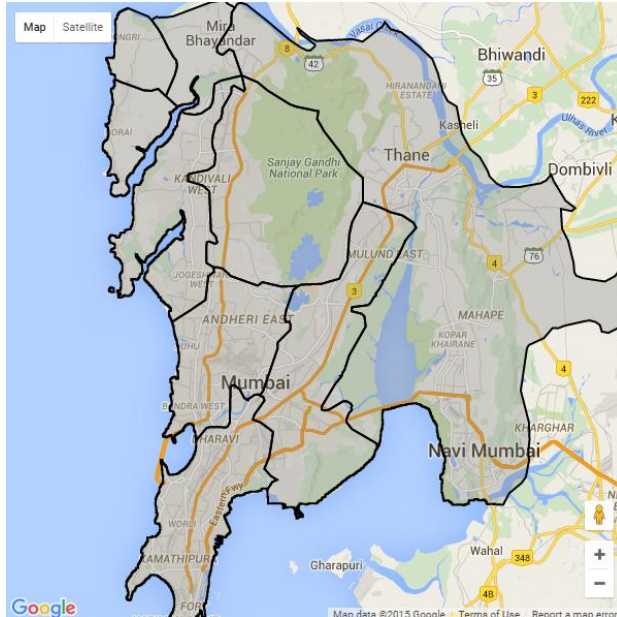 Map Satellite
Mira
Bhayandar
8
42
Vasai Creek
Bhiwandi
35
HIRANANDANI
ESTATE
3
222
Kasheli
Ulhas River
Thane
Dombivli
Sanjay Gandhi
National Park
KANDIVALI
WEST
MULUND EAST
4
76
WEST
3
ANDHERI EAST
MAHAPE
KOPAR
KHAIRANE
Mumbai
4
BANDRA WEST
KHARGHAR
DHARAVI
Navi Mumbai
Eastern Fwy
WORLI
Wahal
348
KAMATHIPURA
Gharapuri
FORT
4B
+
−
Google
Map data ©2015 Google Terms of Use Report a map error